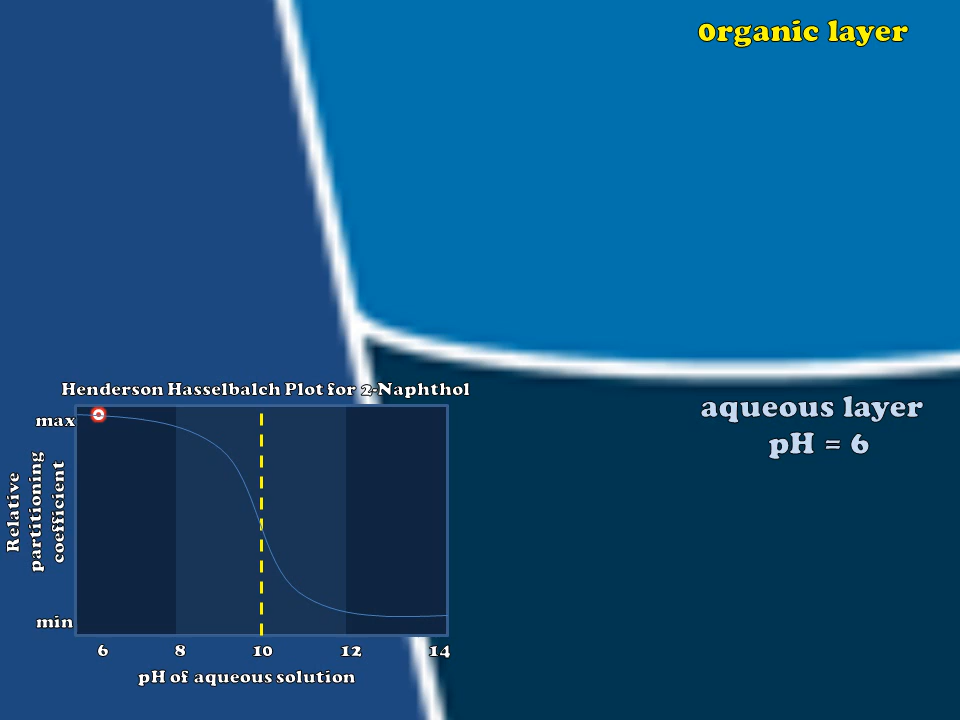 0rganic layer
aqueous layer
pH = 6
Henderson Hasselbalch Plot for 2-Naphthol
max
Relative
partitioning
coefficient
min
6 8 10 12 14
pH of aqueous solution